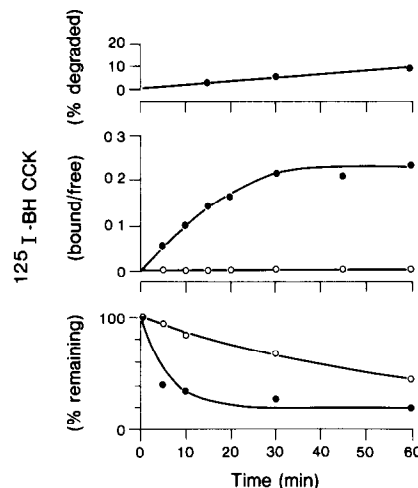 ¹²⁵I-BH CCK
(% degraded)
20
10
0
(bound/free)
0 3
0 2
0 1
0
(% remaining)
100
0
0 10 20 30 40 50 60
Time (min)